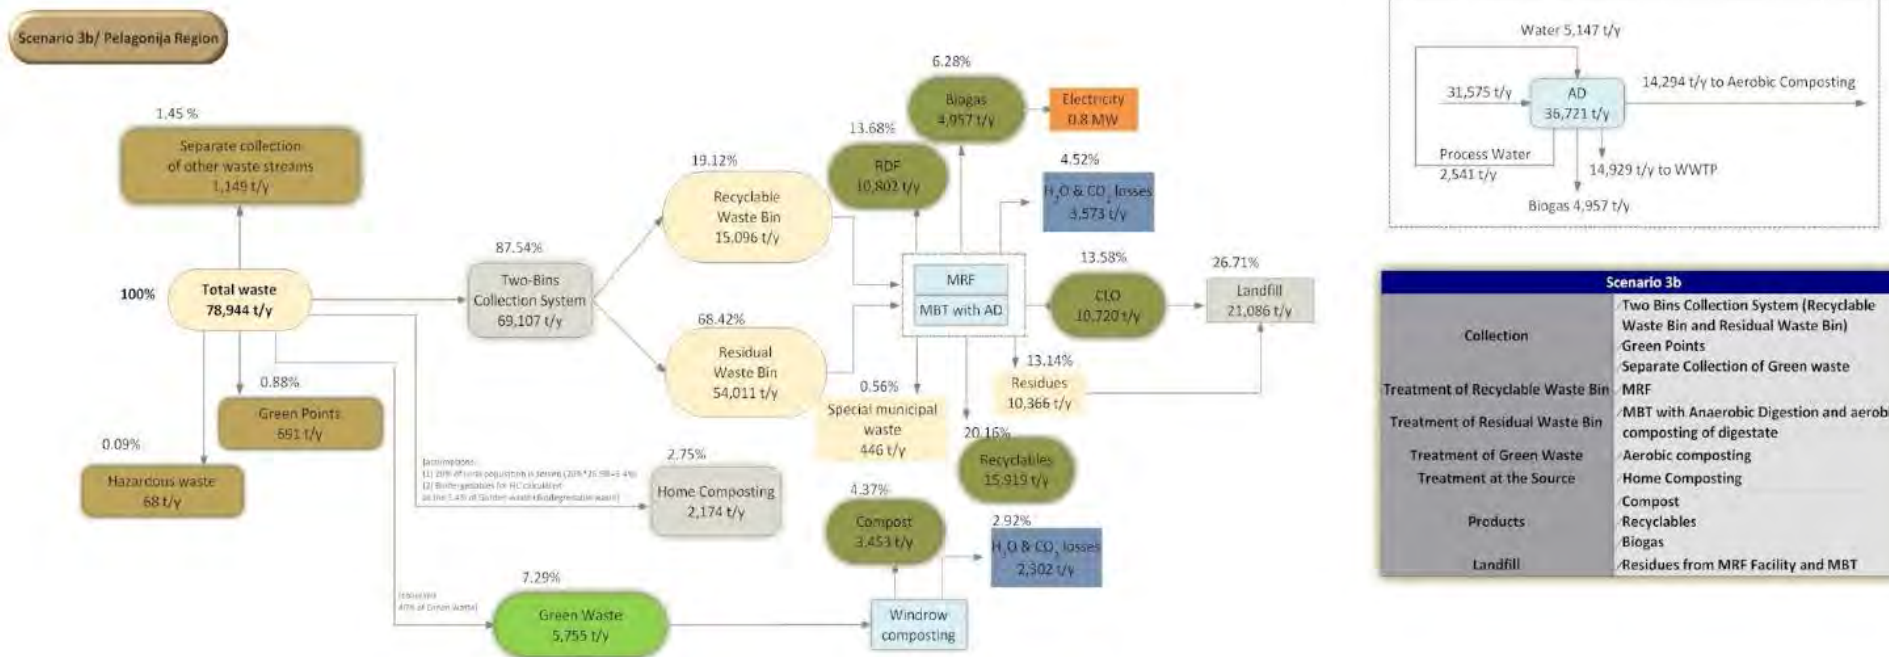 Scenario 3b/ Pelagonija Region
1.45 %
Separate collection
of other waste streams
1,149 t/y
100%
Total waste
78,944 t/y
0.88%
Green Points
691 t/y
0.09%
Hazardous waste
68 t/y
87.54%
Two-Bins
Collection System
69,107 t/y
19.12%
Recyclable
Waste Bin
15,096 t/y
68.42%
Residual
Waste Bin
54,011 t/y
2.75%
Home Composting
2,174 t/y
7.29%
Green Waste
5,755 t/y
6.28%
Biogas
4,957 t/y
Electricity
0.8 MW
13.68%
RDF
10,802 t/y
4.52%
H₂O & CO₂ losses
3,573 t/y
MRF
MBT with AD
13.58%
CLO
10,720 t/y
26.71%
Landfill
21,086 t/y
13.14%
Residues
10,366 t/y
0.56%
Special municipal
waste
446 t/y
20.16%
Recyclables
15,919 t/y
4.37%
Compost
3,453 t/y
2.92%
H₂O & CO₂ losses
2,302 t/y
Windrow
composting
Water 5,147 t/y
31,575 t/y
AD
36,721 t/y
14,294 t/y to Aerobic Composting
Process Water
2,541 t/y
14,929 t/y to WWTP
Biogas 4,957 t/y
Scenario 3b
Collection
Two Bins Collection System (Recyclable
Waste Bin and Residual Waste Bin)
Green Points
Separate Collection of Green waste
Treatment of Recyclable Waste Bin
MRF
Treatment of Residual Waste Bin
MBT with Anaerobic Digestion and aerobi
composting of digestate
Treatment of Green Waste
Aerobic composting
Treatment at the Source
Home Composting
Products
Compost
Recyclables
Biogas
Landfill
Residues from MRF Facility and MBT